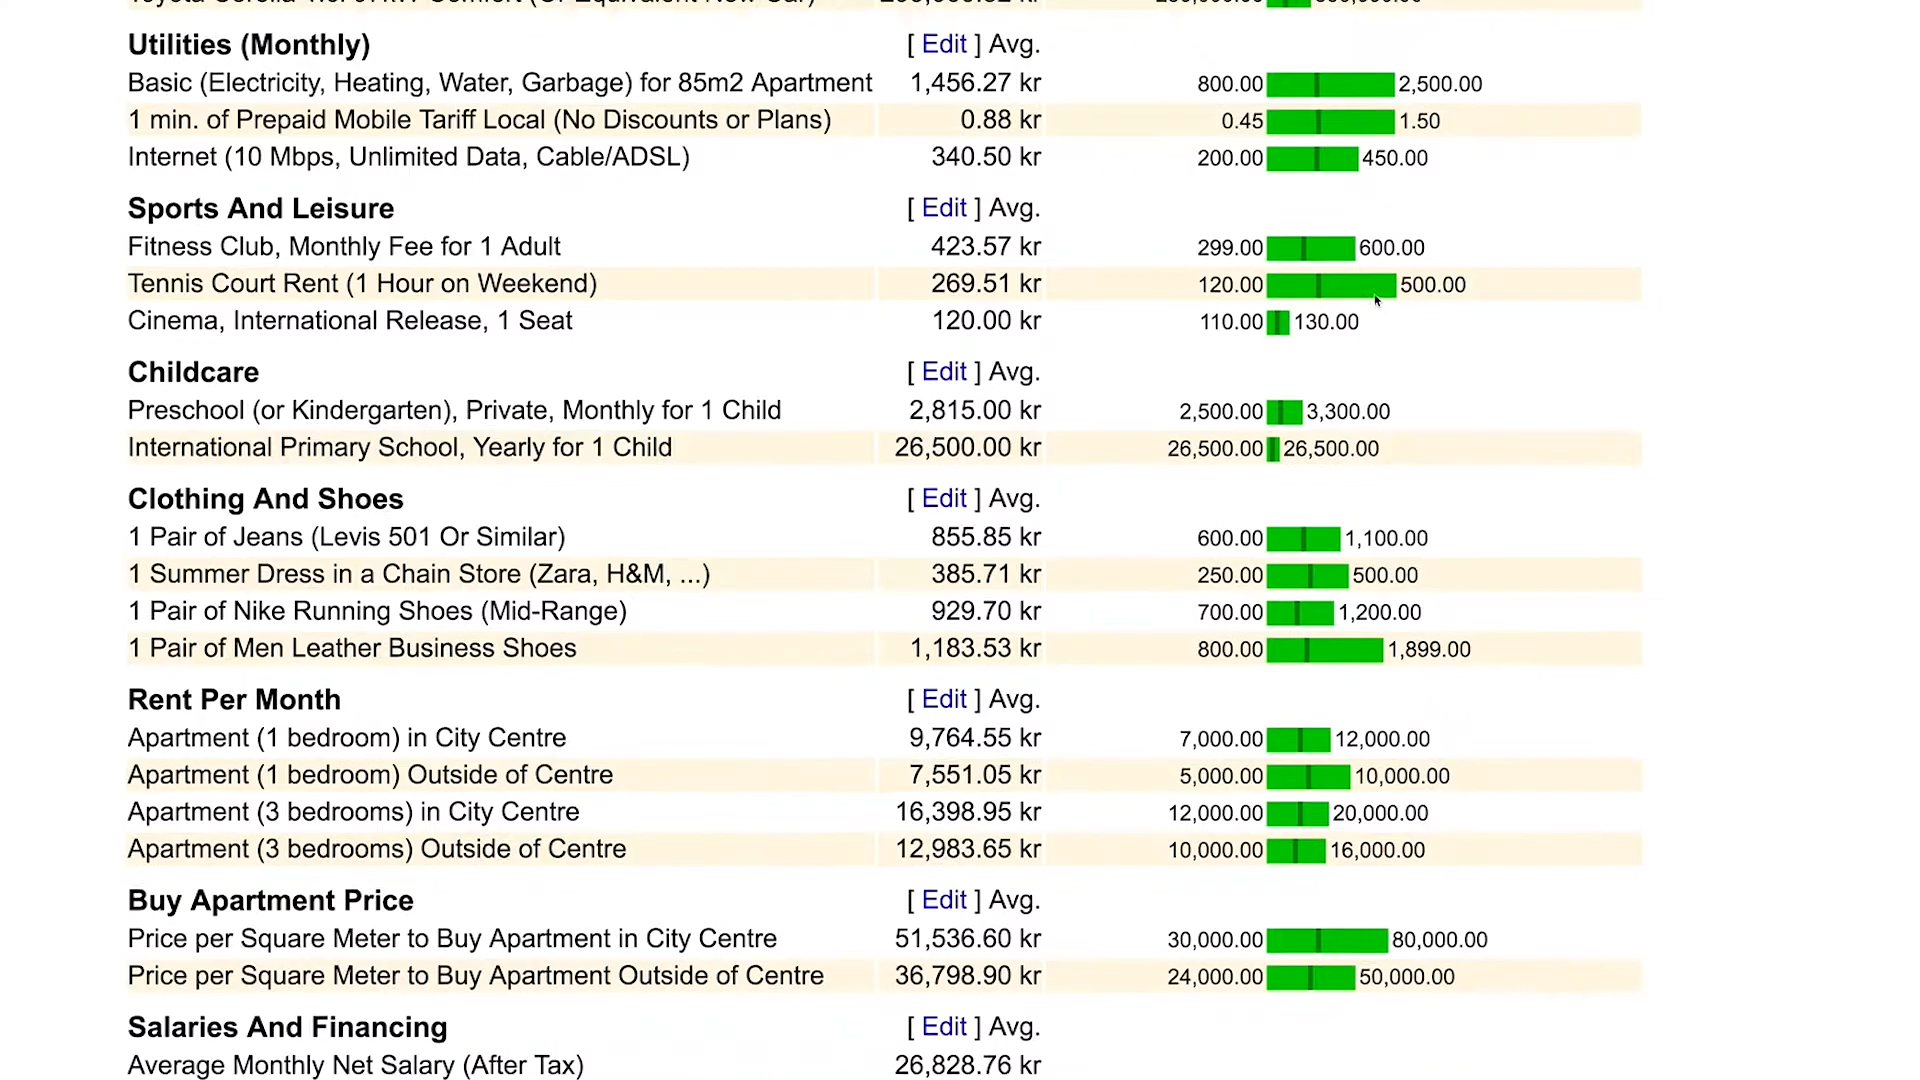 Toyota Corolla 1.6l 97kW Comfort (Or Equivalent New Car)
Utilities (Monthly) [ Edit ] Avg.
Basic (Electricity, Heating, Water, Garbage) for 85m2 Apartment 1,456.27 kr 800.00 2,500.00
1 min. of Prepaid Mobile Tariff Local (No Discounts or Plans) 0.88 kr 0.45 1.50
Internet (10 Mbps, Unlimited Data, Cable/ADSL) 340.50 kr 200.00 450.00
Sports And Leisure [ Edit ] Avg.
Fitness Club, Monthly Fee for 1 Adult 423.57 kr 299.00 600.00
Tennis Court Rent (1 Hour on Weekend) 269.51 kr 120.00 500.00
Cinema, International Release, 1 Seat 120.00 kr 110.00 130.00
Childcare [ Edit ] Avg.
Preschool (or Kindergarten), Private, Monthly for 1 Child 2,815.00 kr 2,500.00 3,300.00
International Primary School, Yearly for 1 Child 26,500.00 kr 26,500.00 26,500.00
Clothing And Shoes [ Edit ] Avg.
1 Pair of Jeans (Levis 501 Or Similar) 855.85 kr 600.00 1,100.00
1 Summer Dress in a Chain Store (Zara, H&M, ...) 385.71 kr 250.00 500.00
1 Pair of Nike Running Shoes (Mid-Range) 929.70 kr 700.00 1,200.00
1 Pair of Men Leather Business Shoes 1,183.53 kr 800.00 1,899.00
Rent Per Month [ Edit ] Avg.
Apartment (1 bedroom) in City Centre 9,764.55 kr 7,000.00 12,000.00
Apartment (1 bedroom) Outside of Centre 7,551.05 kr 5,000.00 10,000.00
Apartment (3 bedrooms) in City Centre 16,398.95 kr 12,000.00 20,000.00
Apartment (3 bedrooms) Outside of Centre 12,983.65 kr 10,000.00 16,000.00
Buy Apartment Price [ Edit ] Avg.
Price per Square Meter to Buy Apartment in City Centre 51,536.60 kr 30,000.00 80,000.00
Price per Square Meter to Buy Apartment Outside of Centre 36,798.90 kr 24,000.00 50,000.00
Salaries And Financing [ Edit ] Avg.
Average Monthly Net Salary (After Tax) 26,828.76 kr